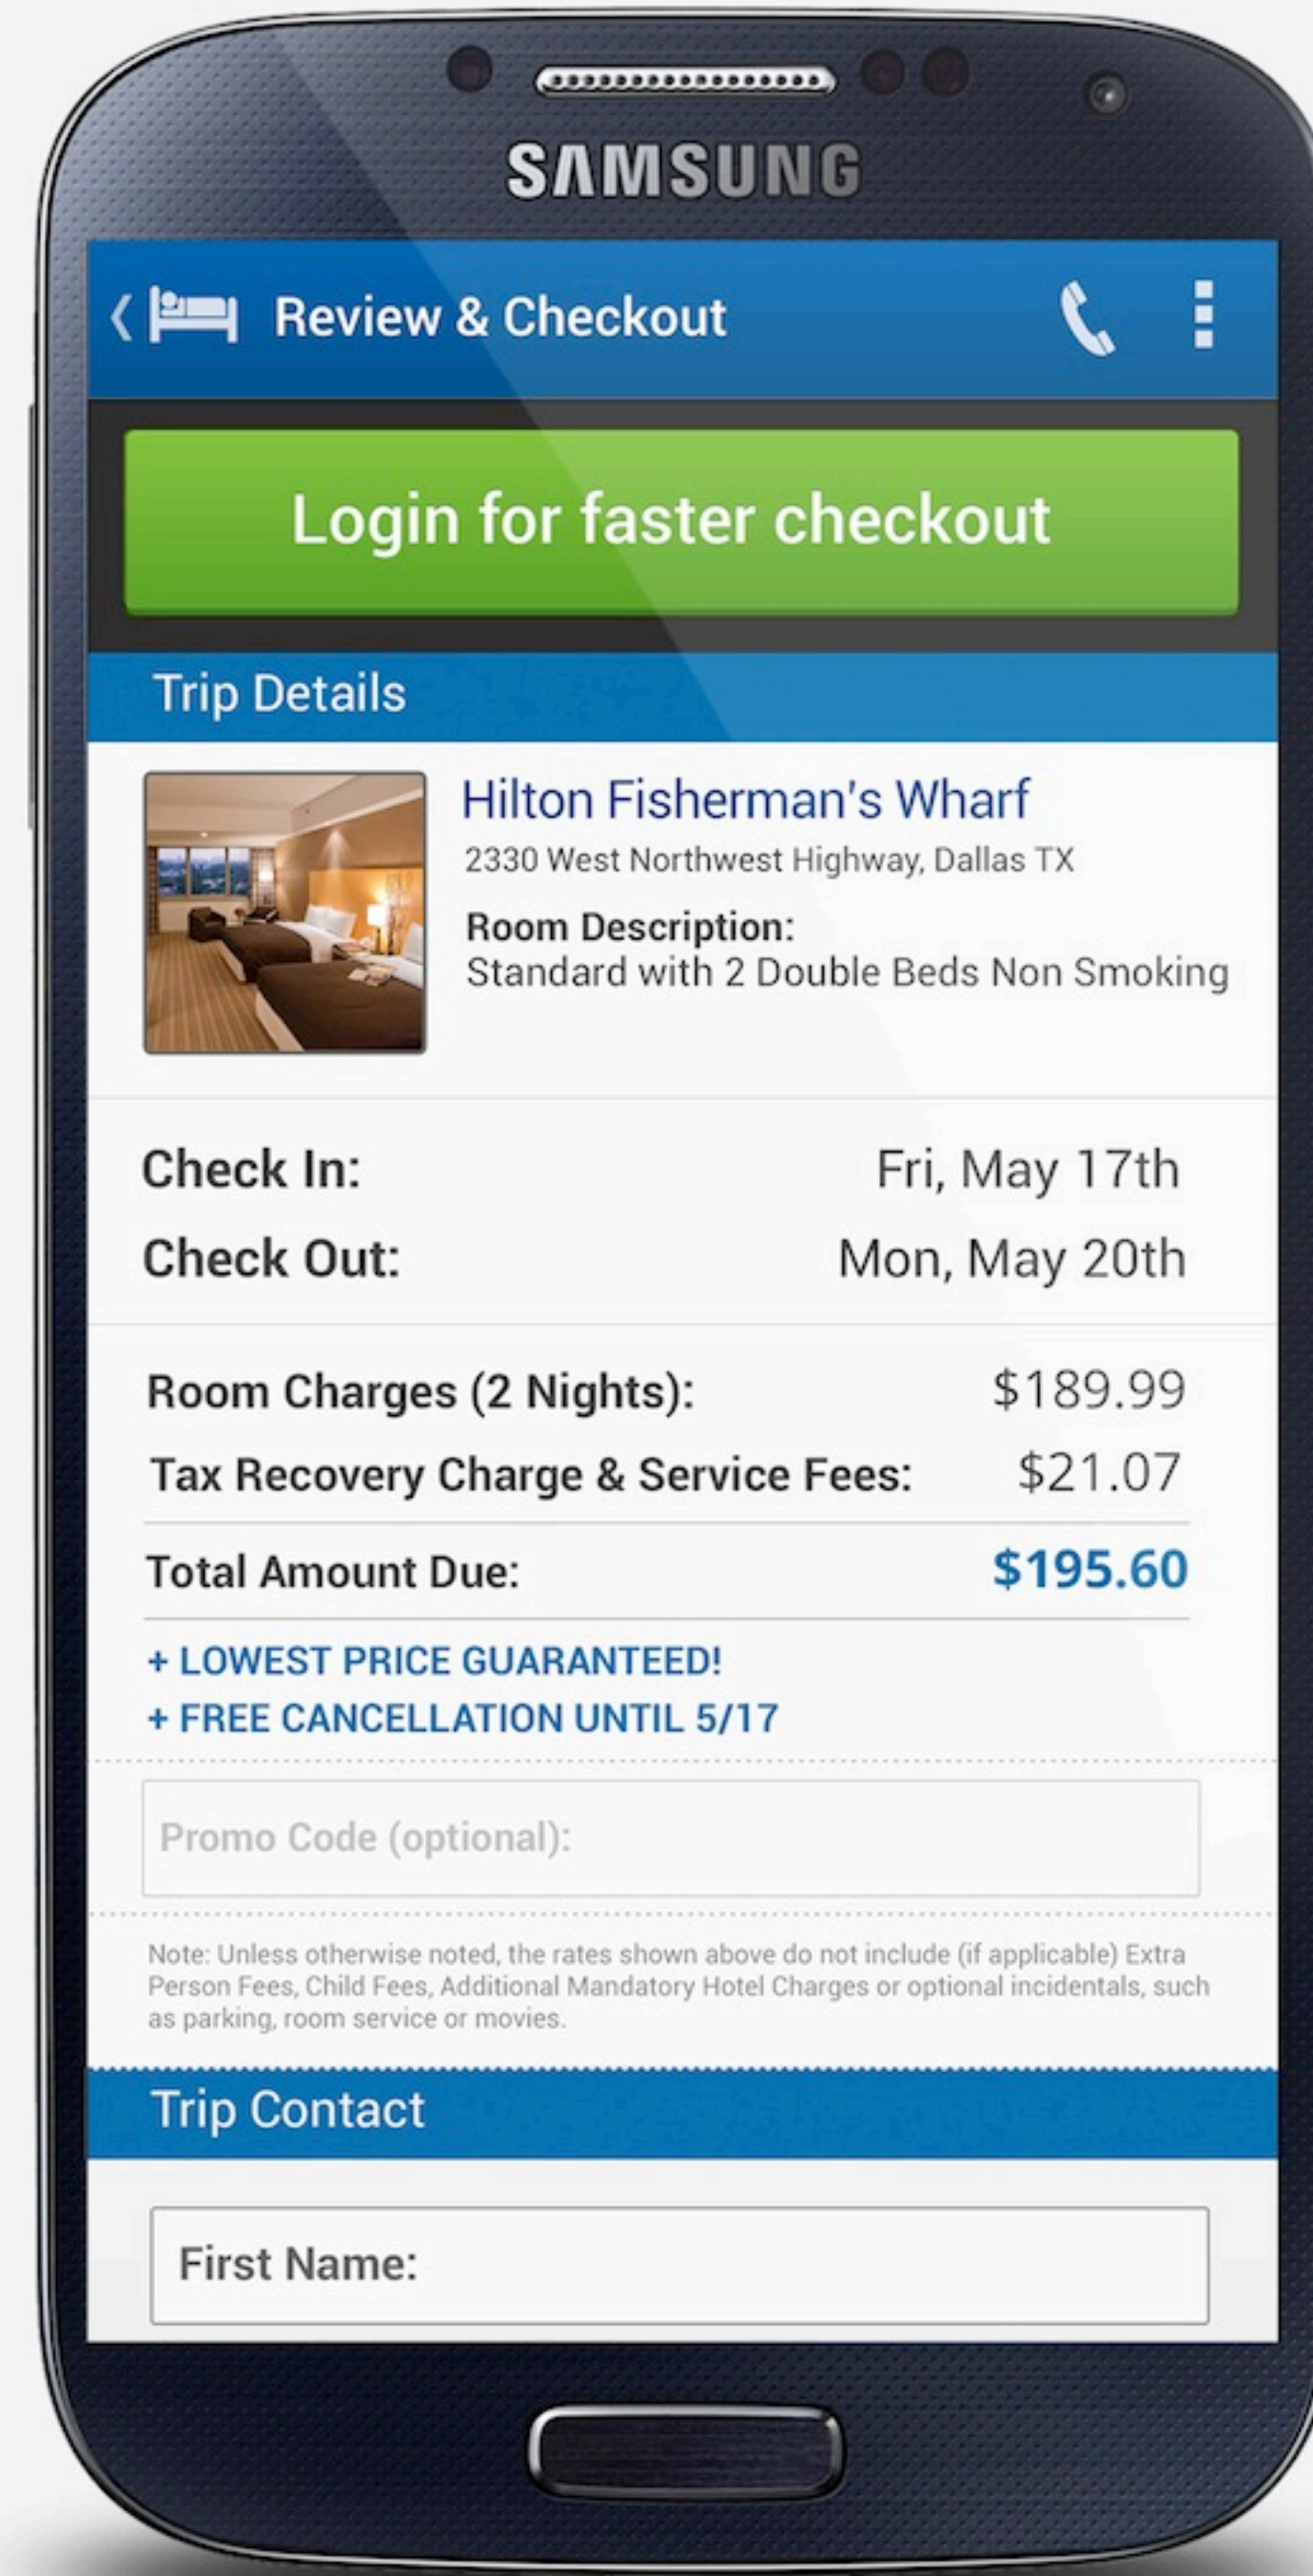 SAMSUNG
Review & Checkout
Login for faster checkout
Trip Details
Hilton Fisherman's Wharf
2330 West Northwest Highway, Dallas TX
Room Description:
Standard with 2 Double Beds Non Smoking
Check In: Fri, May 17th
Check Out: Mon, May 20th
Room Charges (2 Nights): $189.99
Tax Recovery Charge & Service Fees: $21.07
Total Amount Due: $195.60
+ LOWEST PRICE GUARANTEED!
+ FREE CANCELLATION UNTIL 5/17
Promo Code (optional):
Note: Unless otherwise noted, the rates shown above do not include (if applicable) Extra
Person Fees, Child Fees, Additional Mandatory Hotel Charges or optional incidentals, such
as parking, room service or movies.
Trip Contact
First Name: